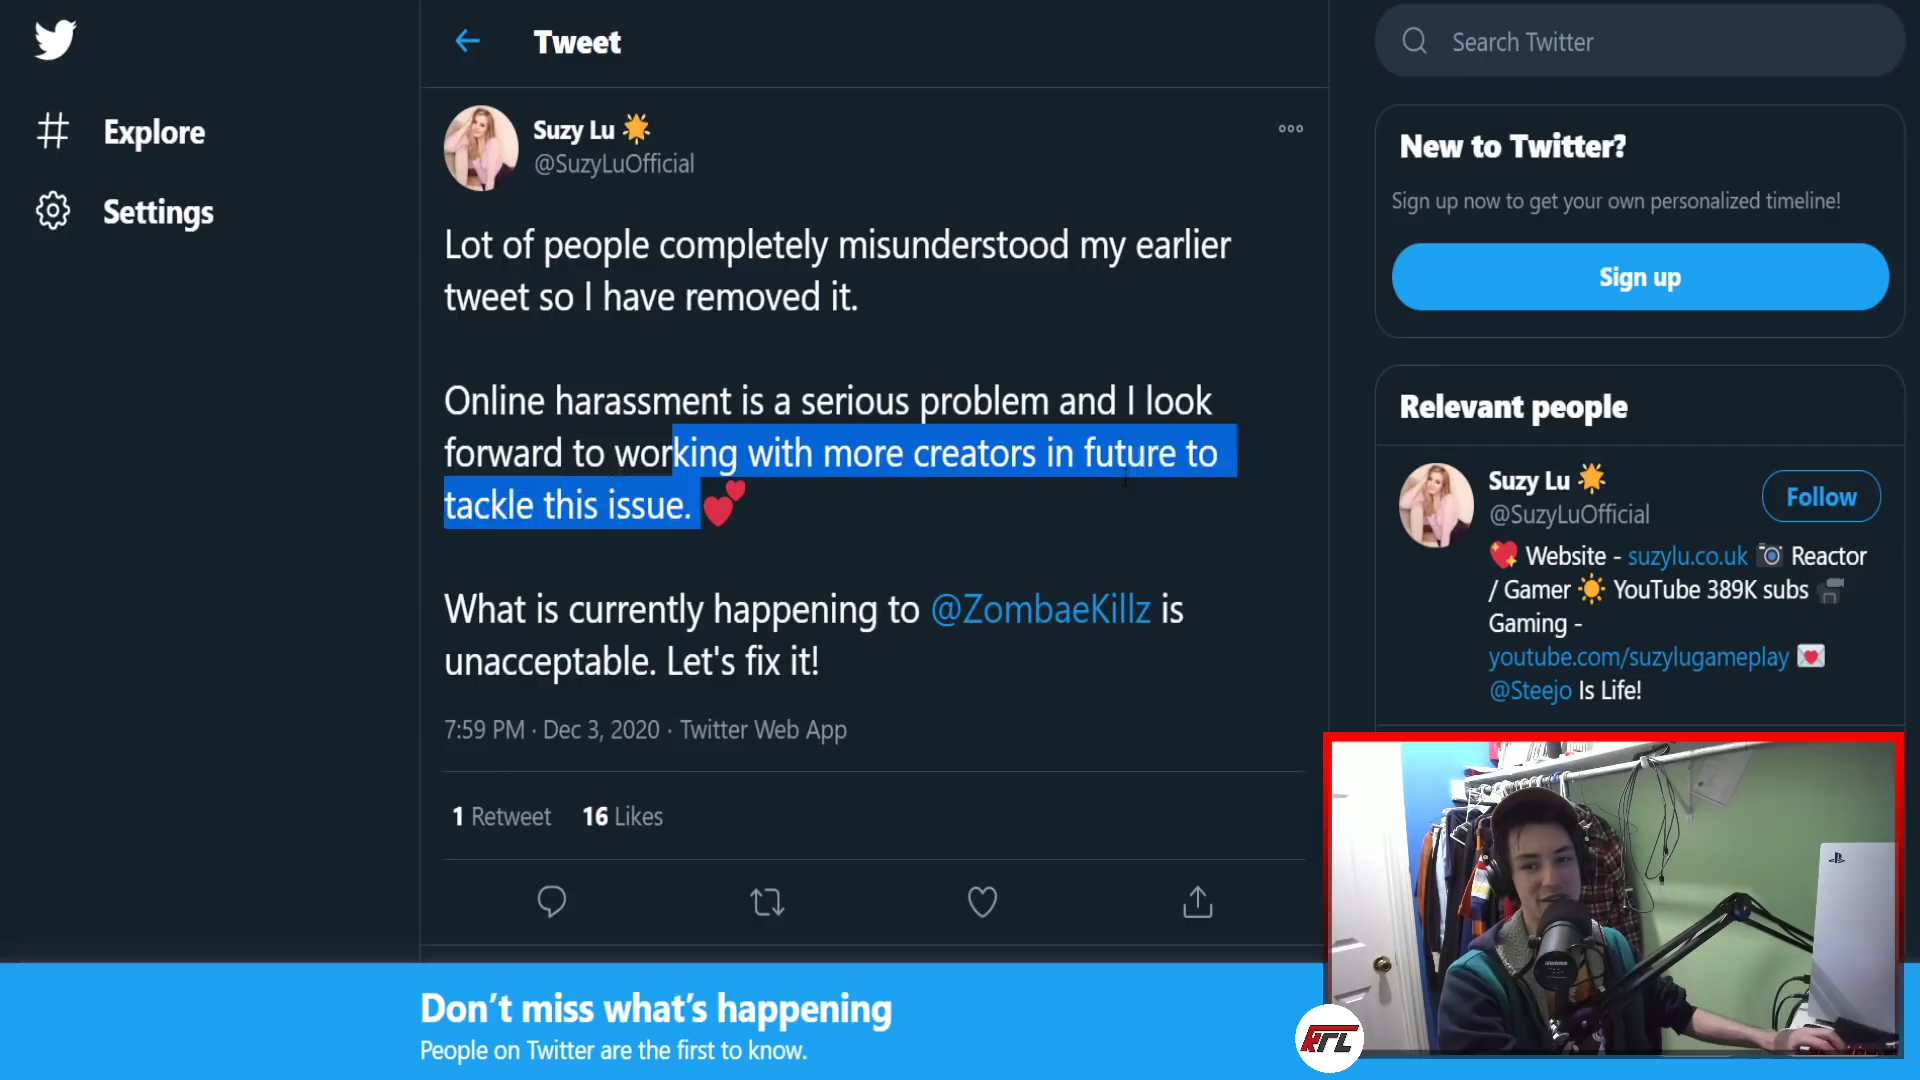 Explore
Settings
Tweet
Suzy Lu
@SuzyLuOfficial
Lot of people completely misunderstood my earlier
tweet so I have removed it.
Online harassment is a serious problem and I look
forward to working with more creators in future to
tackle this issue. 💕
What is currently happening to @ZombaeKillz is
unacceptable. Let's fix it!
7:59 PM · Dec 3, 2020 · Twitter Web App
1 Retweet 16 Likes
Search Twitter
New to Twitter?
Sign up now to get your own personalized timeline!
Sign up
Relevant people
Suzy Lu
@SuzyLuOfficial
Follow
💖 Website - suzylu.co.uk 📷 Reactor
/ Gamer ☀️ YouTube 389K subs 📹
Gaming -
youtube.com/suzylugameplay 💌
@Steejo Is Life!
Don’t miss what’s happening
People on Twitter are the first to know.
RTL